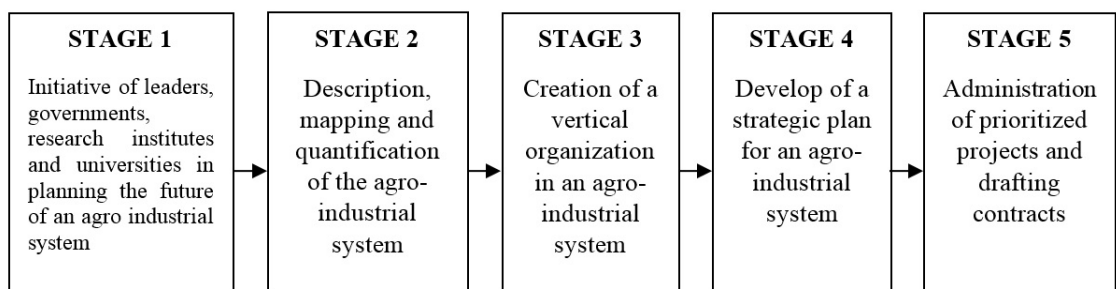 STAGE 1
Initiative of leaders,
governments,
research institutes
and universities in
planning the future
of an agro industrial
system
STAGE 2
Description,
mapping and
quantification
of the agro-
industrial
system
STAGE 3
Creation of a
vertical
organization
in an agro-
industrial
system
STAGE 4
Develop of a
strategic plan
for an agro-
industrial
system
STAGE 5
Administration
of prioritized
projects and
drafting
contracts